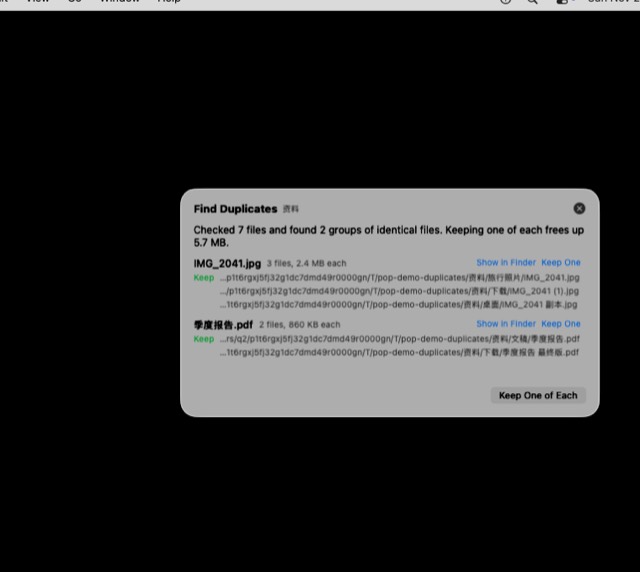 View Go Window Help
Find Duplicates 资料
Checked 7 files and found 2 groups of identical files. Keeping one of each frees up
5.7 MB.
IMG_2041.jpg 3 files, 2.4 MB each Show in Finder Keep One
Keep ...p1t6rgxj5fj32g1dc7dmd49r0000gn/T/pop-demo-duplicates/资料/旅行照片/IMG_2041.jpg
.../p1t6rgxj5fj32g1dc7dmd49r0000gn/T/pop-demo-duplicates/资料/下载/IMG_2041 (1).jpg
...1t6rgxj5fj32g1dc7dmd49r0000gn/T/pop-demo-duplicates/资料/桌面/IMG_2041 副本.jpg
季度报告.pdf 2 files, 860 KB each Show in Finder Keep One
Keep ...rs/q2/p1t6rgxj5fj32g1dc7dmd49r0000gn/T/pop-demo-duplicates/资料/文稿/季度报告.pdf
...1t6rgxj5fj32g1dc7dmd49r0000gn/T/pop-demo-duplicates/资料/下载/季度报告 最终版.pdf
Keep One of Each